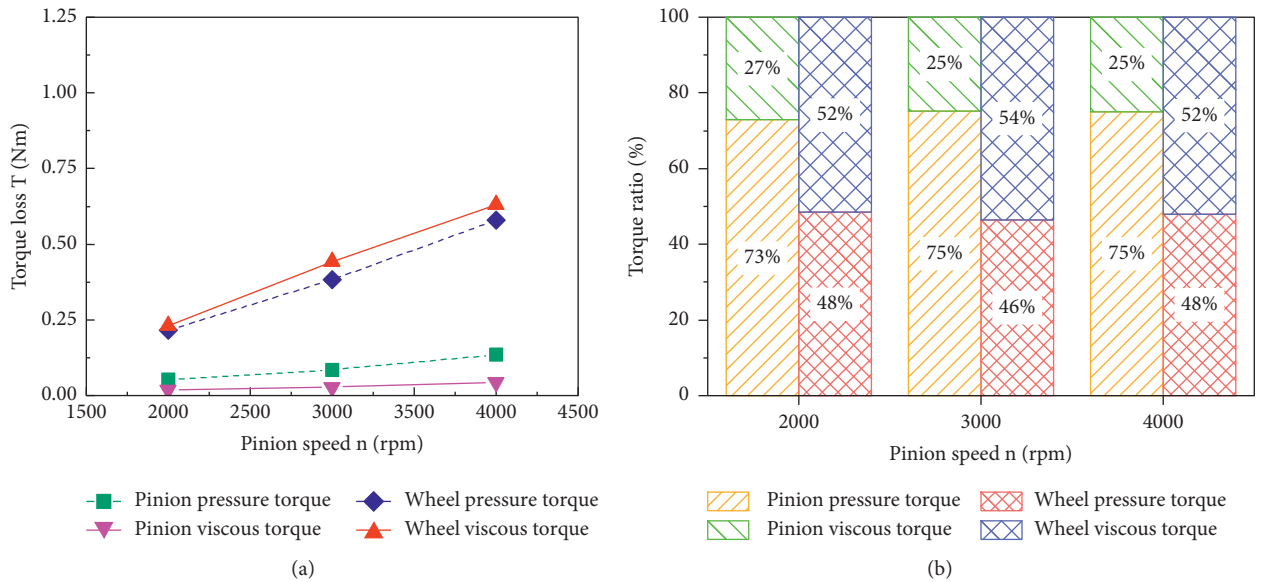 1.25
1.00
0.75
0.50
0.25
0.00
Torque loss T (Nm)
1500 2000 2500 3000 3500 4000 4500
Pinion speed n (rpm)
Pinion pressure torque
Wheel pressure torque
Pinion viscous torque
Wheel viscous torque
(a)
100
80
60
40
20
0
Torque ratio (%)
27%
52%
25%
54%
25%
52%
73%
48%
75%
46%
75%
48%
2000 3000 4000
Pinion speed n (rpm)
Pinion pressure torque
Wheel pressure torque
Pinion viscous torque
Wheel viscous torque
(b)